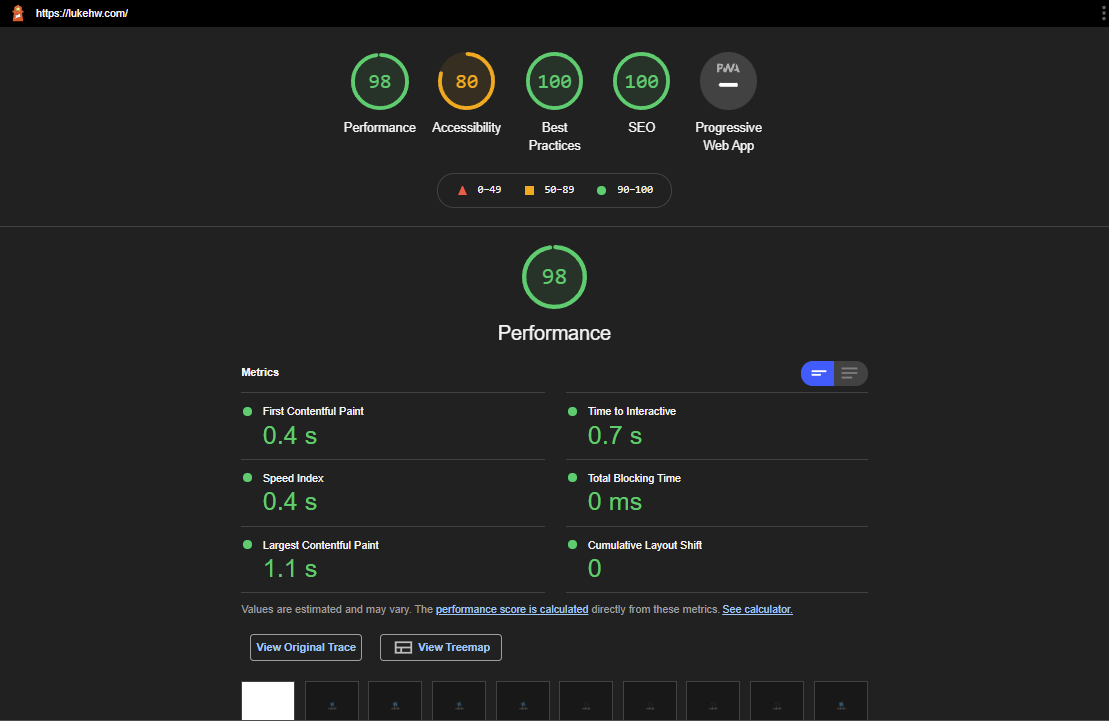 https://lukehw.com/
98 80 100 100 PWA
Performance Accessibility Best Practices SEO Progressive Web App
0–49 50–89 90–100
98
Performance
Metrics
First Contentful Paint
0.4 s
Time to Interactive
0.7 s
Speed Index
0.4 s
Total Blocking Time
0 ms
Largest Contentful Paint
1.1 s
Cumulative Layout Shift
0
Values are estimated and may vary. The performance score is calculated directly from these metrics. See calculator.
View Original Trace View Treemap